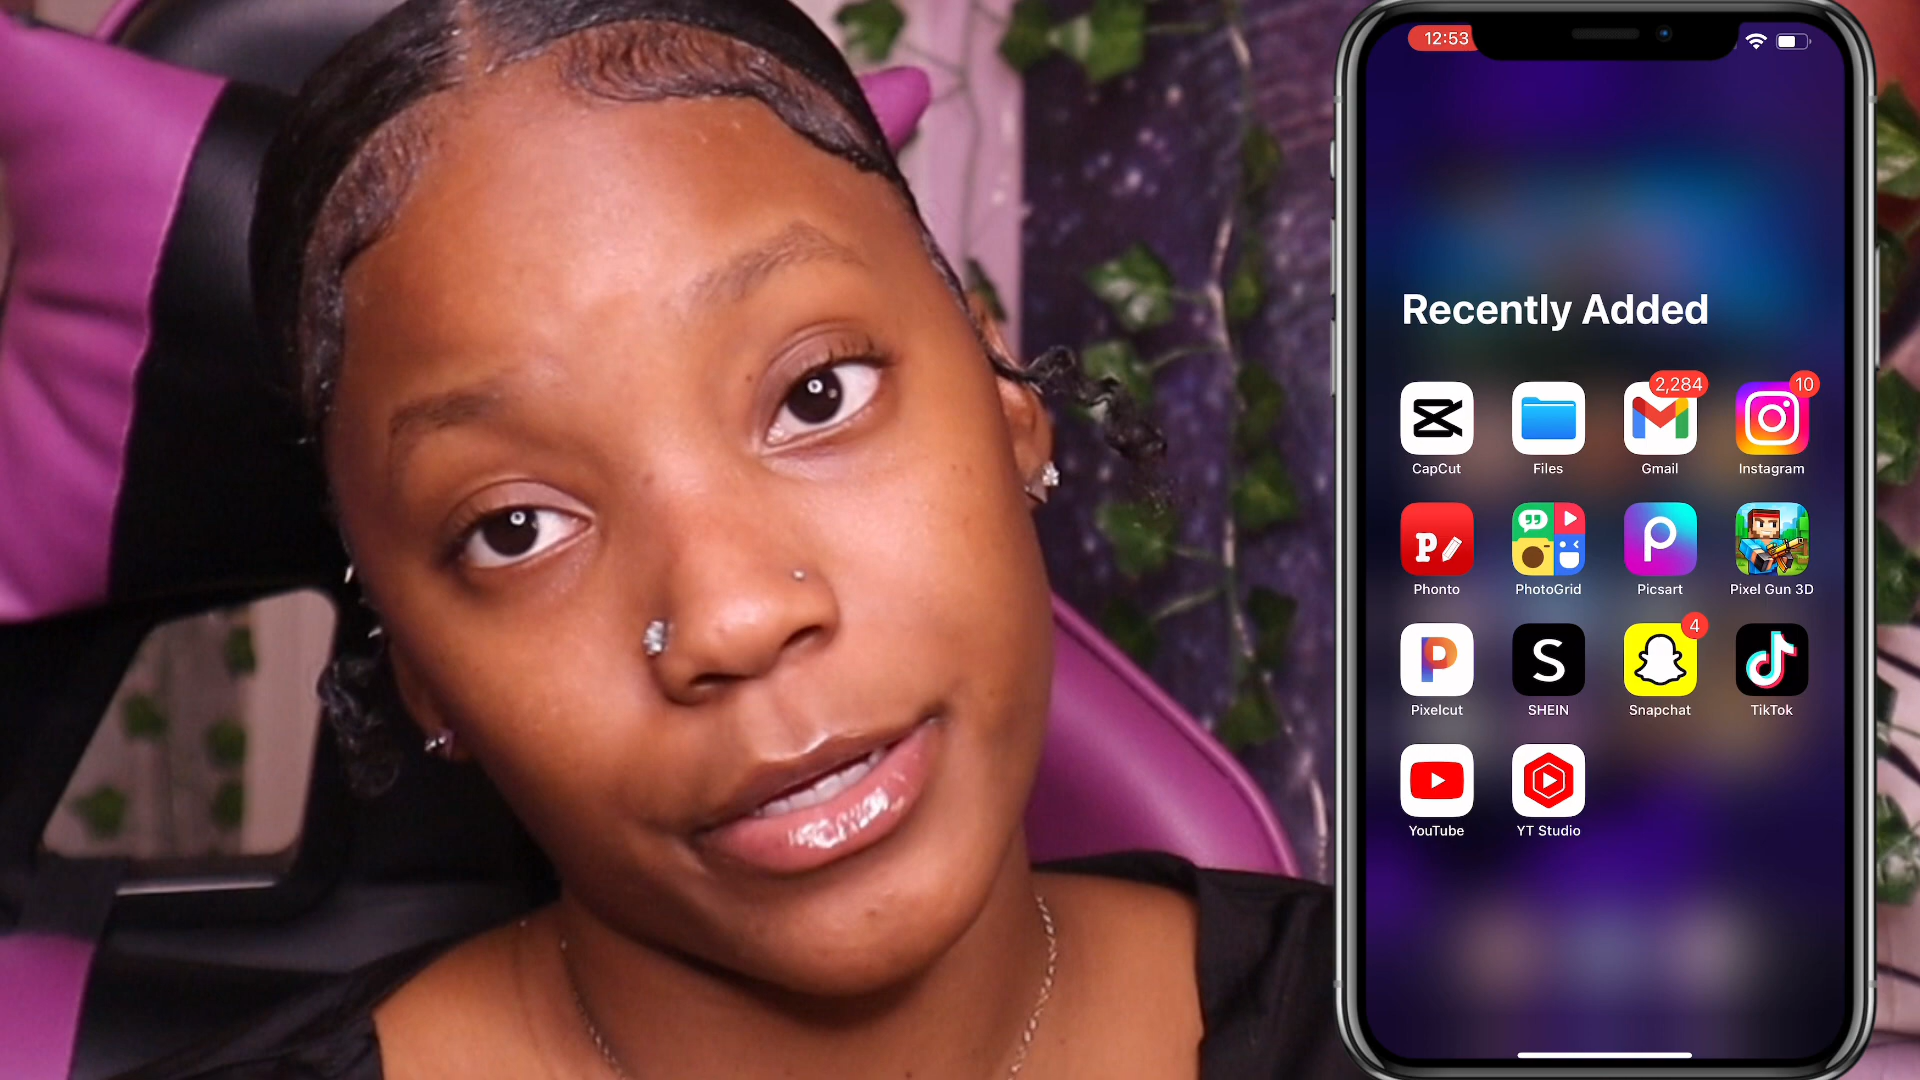 12:53
Recently Added
2,284
10
CapCut Files Gmail Instagram
Phonto PhotoGrid Picsart Pixel Gun 3D
4
Pixelcut SHEIN Snapchat TikTok
YouTube YT Studio